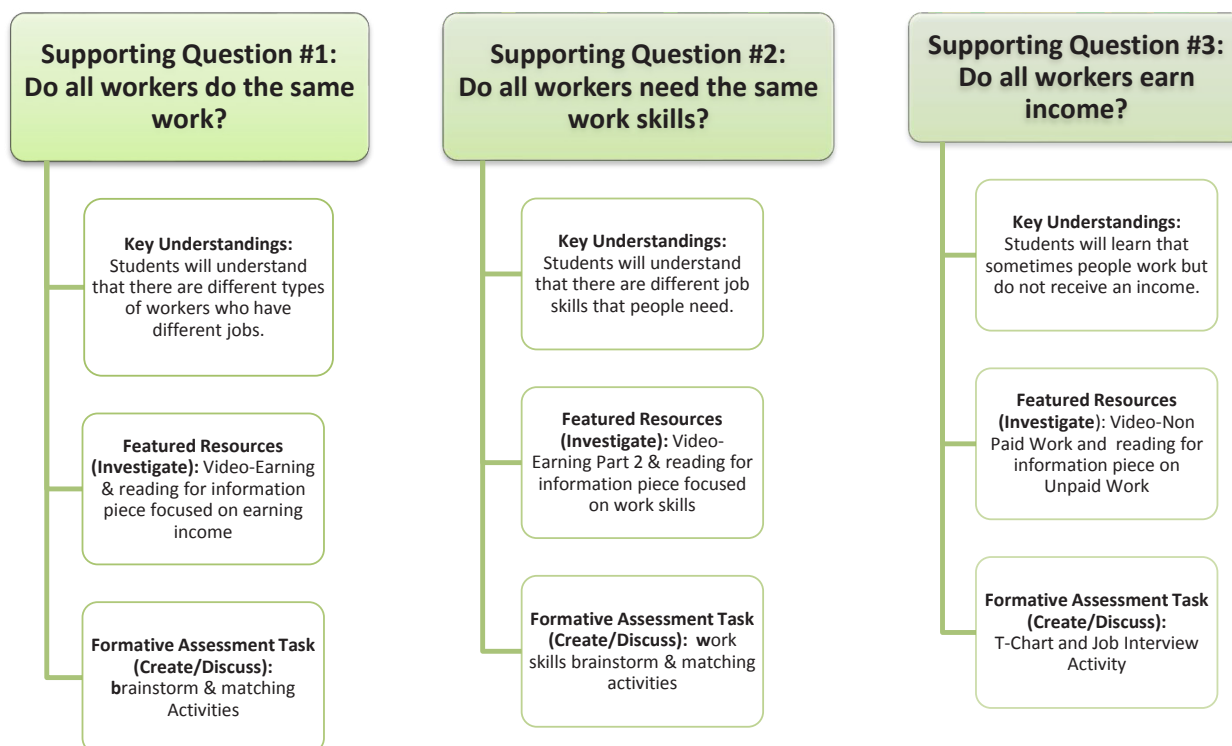 Supporting Question #1:
Do all workers do the same
work?
Key Understandings:
Students will understand
that there are different types
of workers who have
different jobs.
Featured Resources
(Investigate): Video-Earning
& reading for information
piece focused on earning
income
Formative Assessment Task
(Create/Discuss):
brainstorm & matching
Activities
Supporting Question #2:
Do all workers need the same
work skills?
Key Understandings:
Students will understand
that there are different job
skills that people need.
Featured Resources
(Investigate): Video-
Earning Part 2 & reading for
information piece focused
on work skills
Formative Assessment Task
(Create/Discuss): work
skills brainstorm & matching
activities
Supporting Question #3:
Do all workers earn
income?
Key Understandings:
Students will learn that
sometimes people work but
do not receive an income.
Featured Resources
(Investigate): Video-Non
Paid Work and reading for
information piece on
Unpaid Work
Formative Assessment Task
(Create/Discuss):
T-Chart and Job Interview
Activity